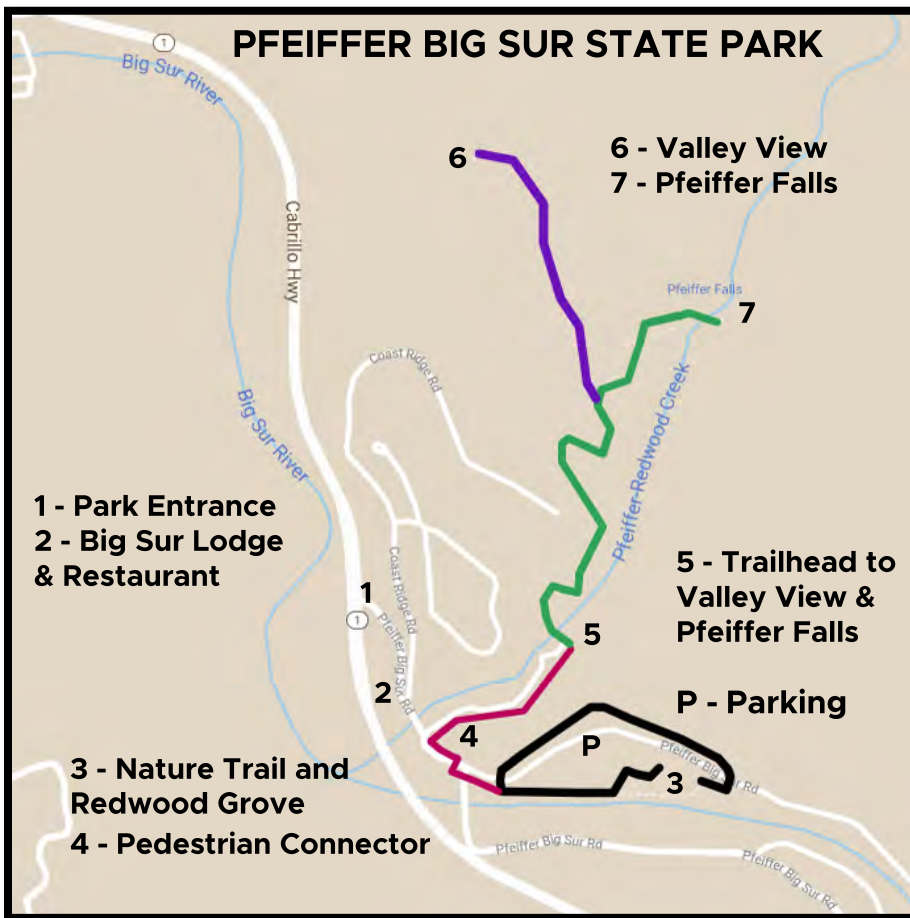 PFEIFFER BIG SUR STATE PARK
1
Big Sur River
6
6 - Valley View
7 - Pfeiffer Falls
Cabrillo Hwy
Pfeiffer Falls
7
Coast Ridge Rd
Big Sur River
Pfeiffer-Redwood Creek
1 - Park Entrance
2 - Big Sur Lodge
& Restaurant
Coast Ridge Rd
5 - Trailhead to
Valley View &
Pfeiffer Falls
1
1
Pfeiffer Big Sur Rd
5
2
P - Parking
4
P
Pfeiffer Big Sur Rd
3
3 - Nature Trail and
Redwood Grove
4 - Pedestrian Connector
Pfeiffer Big Sur Rd
Pfeiffer Big Sur Rd